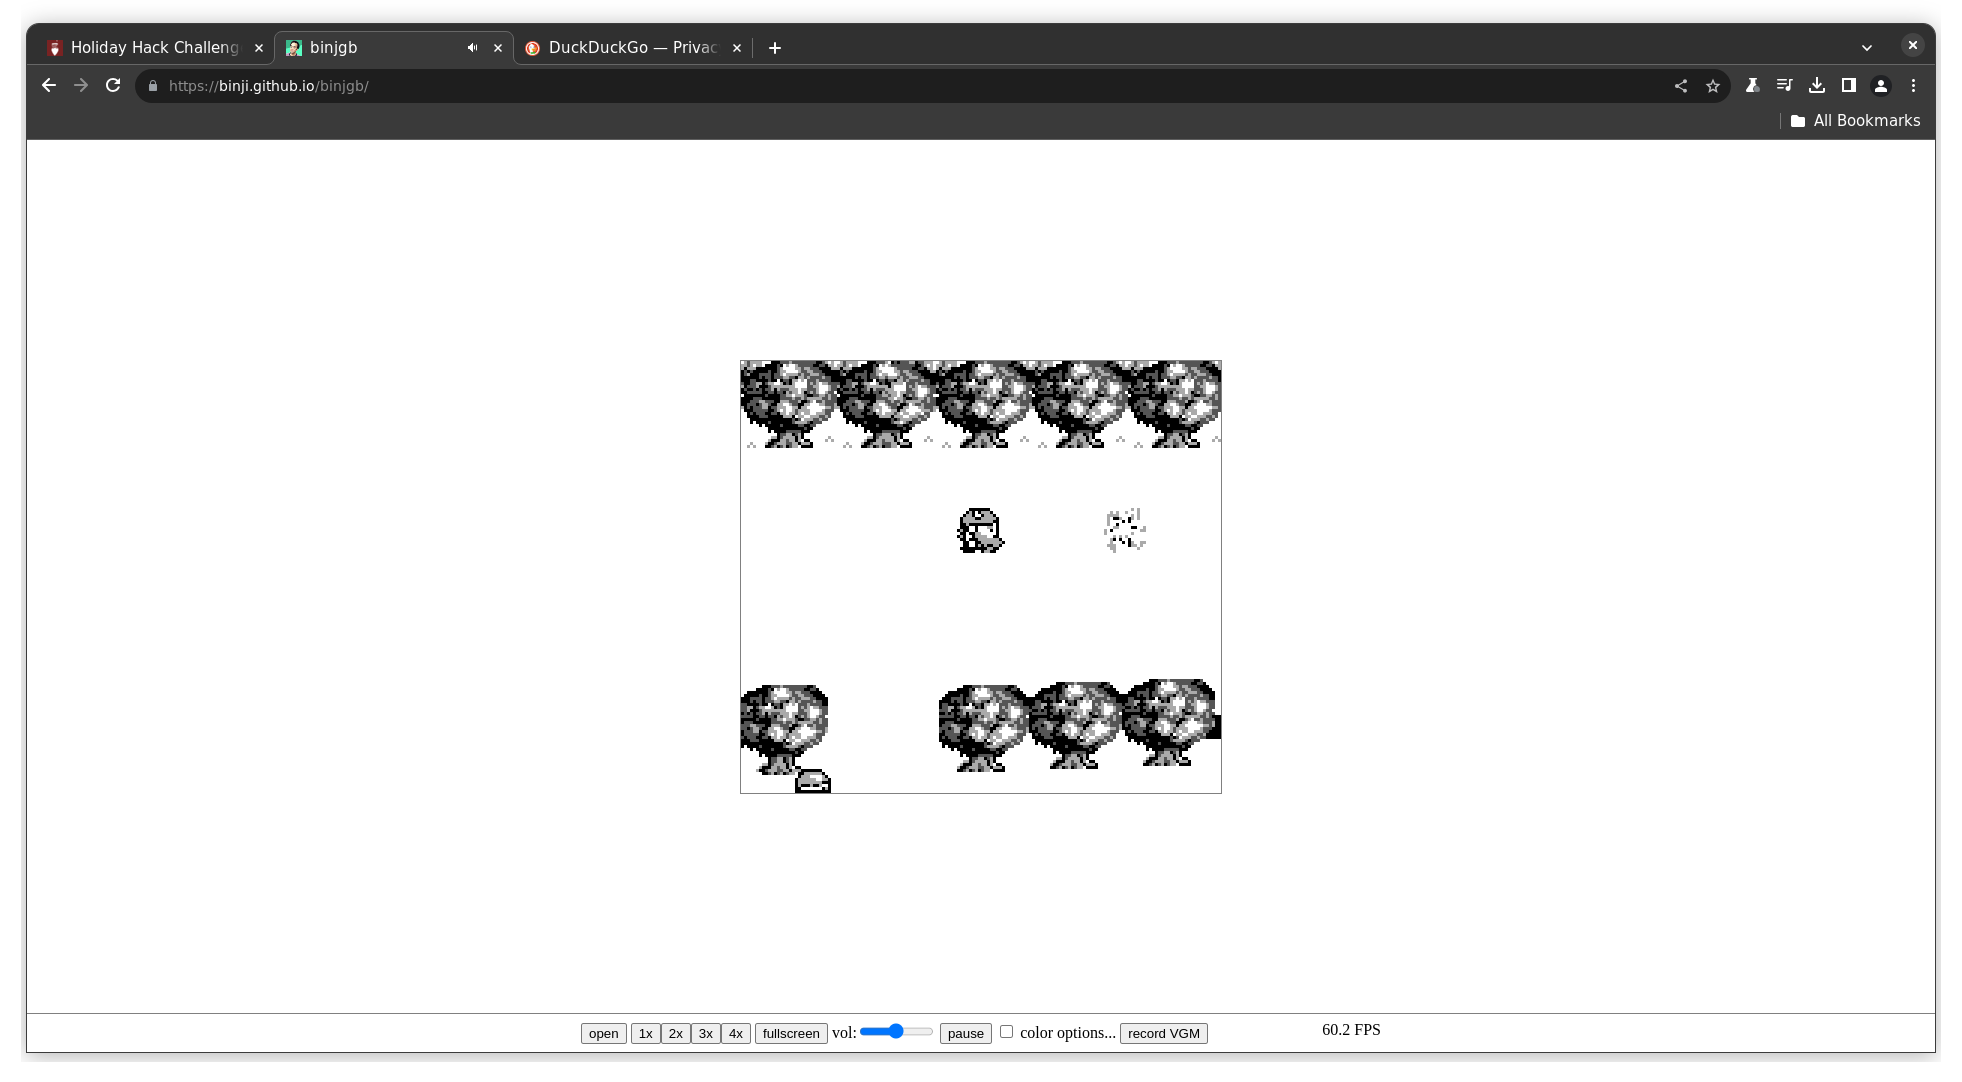 Holiday Hack Challeng
binjgb
DuckDuckGo — Privac
https://binji.github.io/binjgb/
All Bookmarks
open 1x 2x 3x 4x fullscreen vol: pause color options... record VGM 60.2 FPS